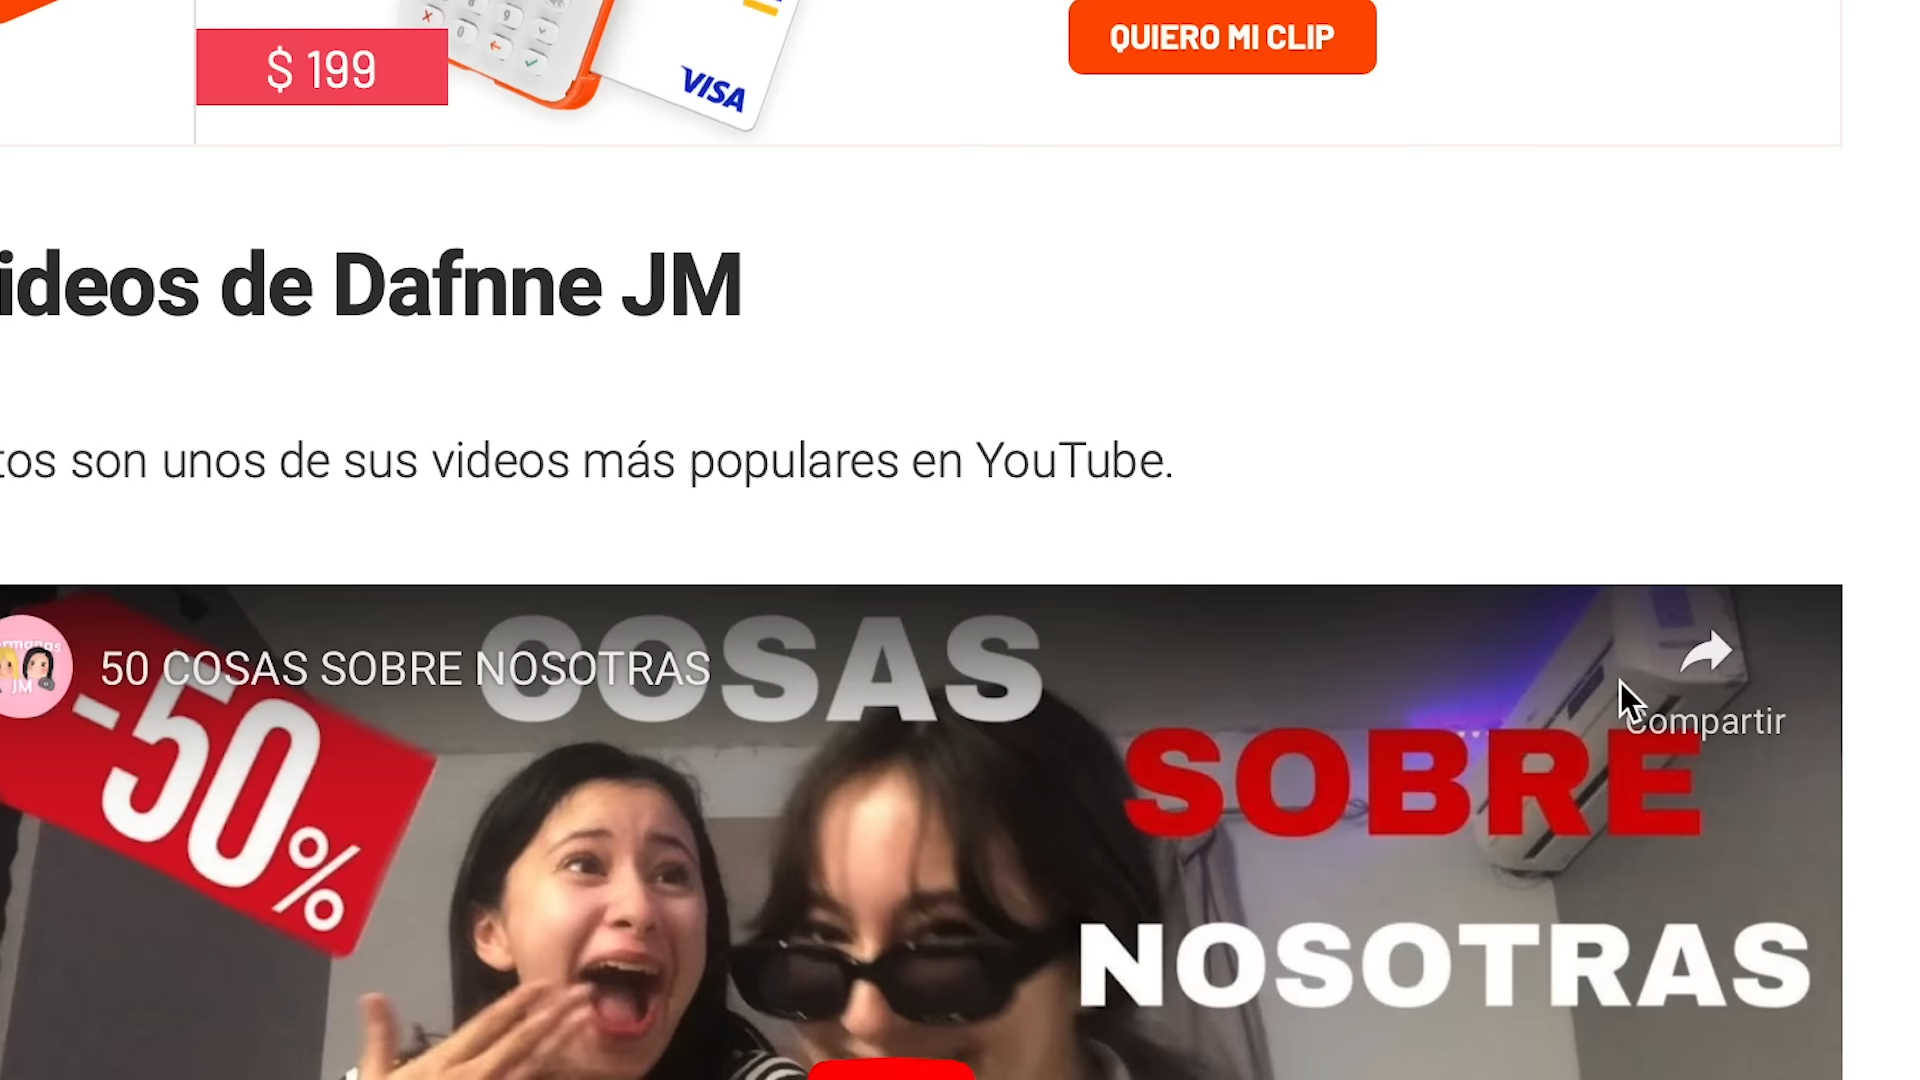 $ 199
VISA
QUIERO MI CLIP
ideos de Dafnne JM
tos son unos de sus videos más populares en YouTube.
50 COSAS SOBRE NOSOTRAS
Compartir
-50%
COSAS
SOBRE
NOSOTRAS
JM